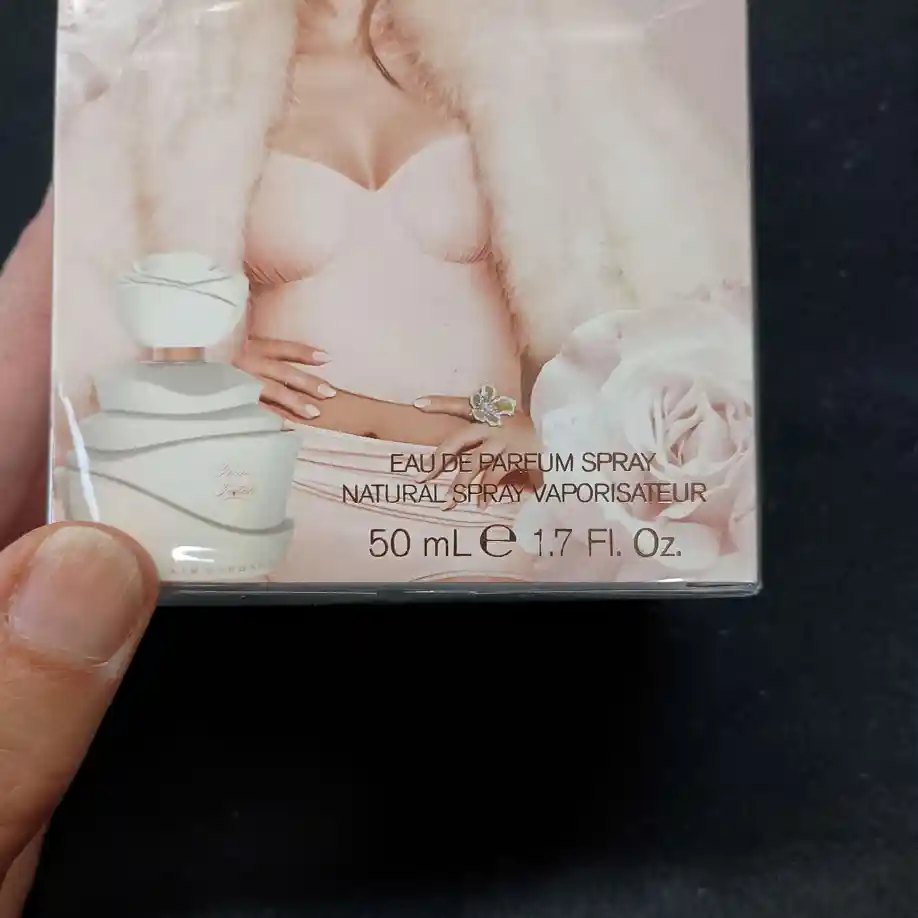 EAU DE PARFUM SPRAY
NATURAL SPRAY VAPORISATEUR
50 mL ℮ 1.7 Fl. Oz.